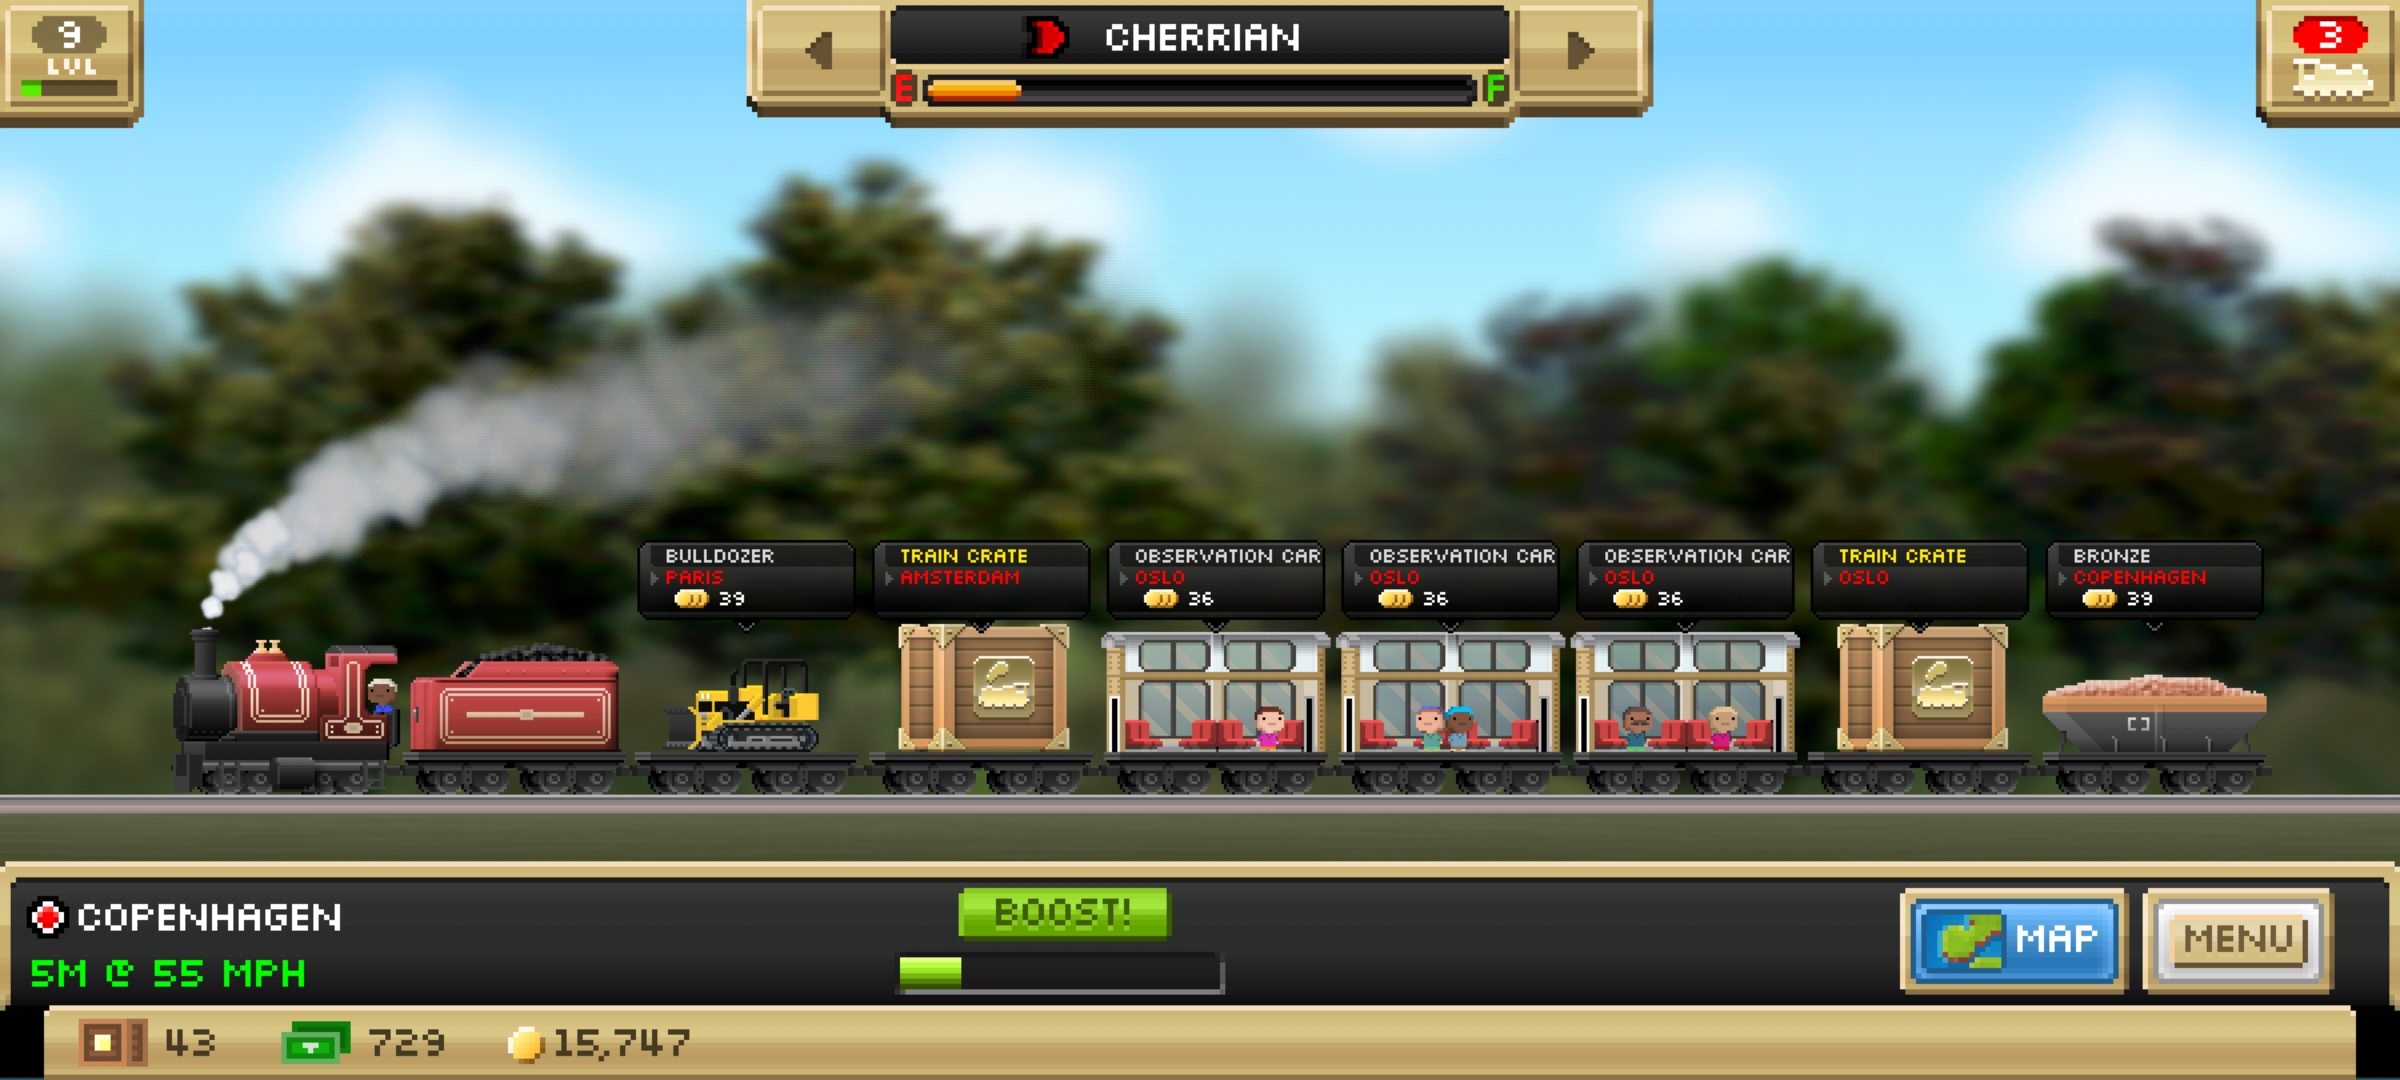 9
LVL
CHERRIAN
E F
3
BULLDOZER
PARIS
39
TRAIN CRATE
AMSTERDAM
OBSERVATION CAR
OSLO
36
OBSERVATION CAR
OSLO
36
OBSERVATION CAR
OSLO
36
TRAIN CRATE
OSLO
BRONZE
COPENHAGEN
39
COPENHAGEN
5M @ 55 MPH
BOOST!
MAP
MENU
43
729
15,747